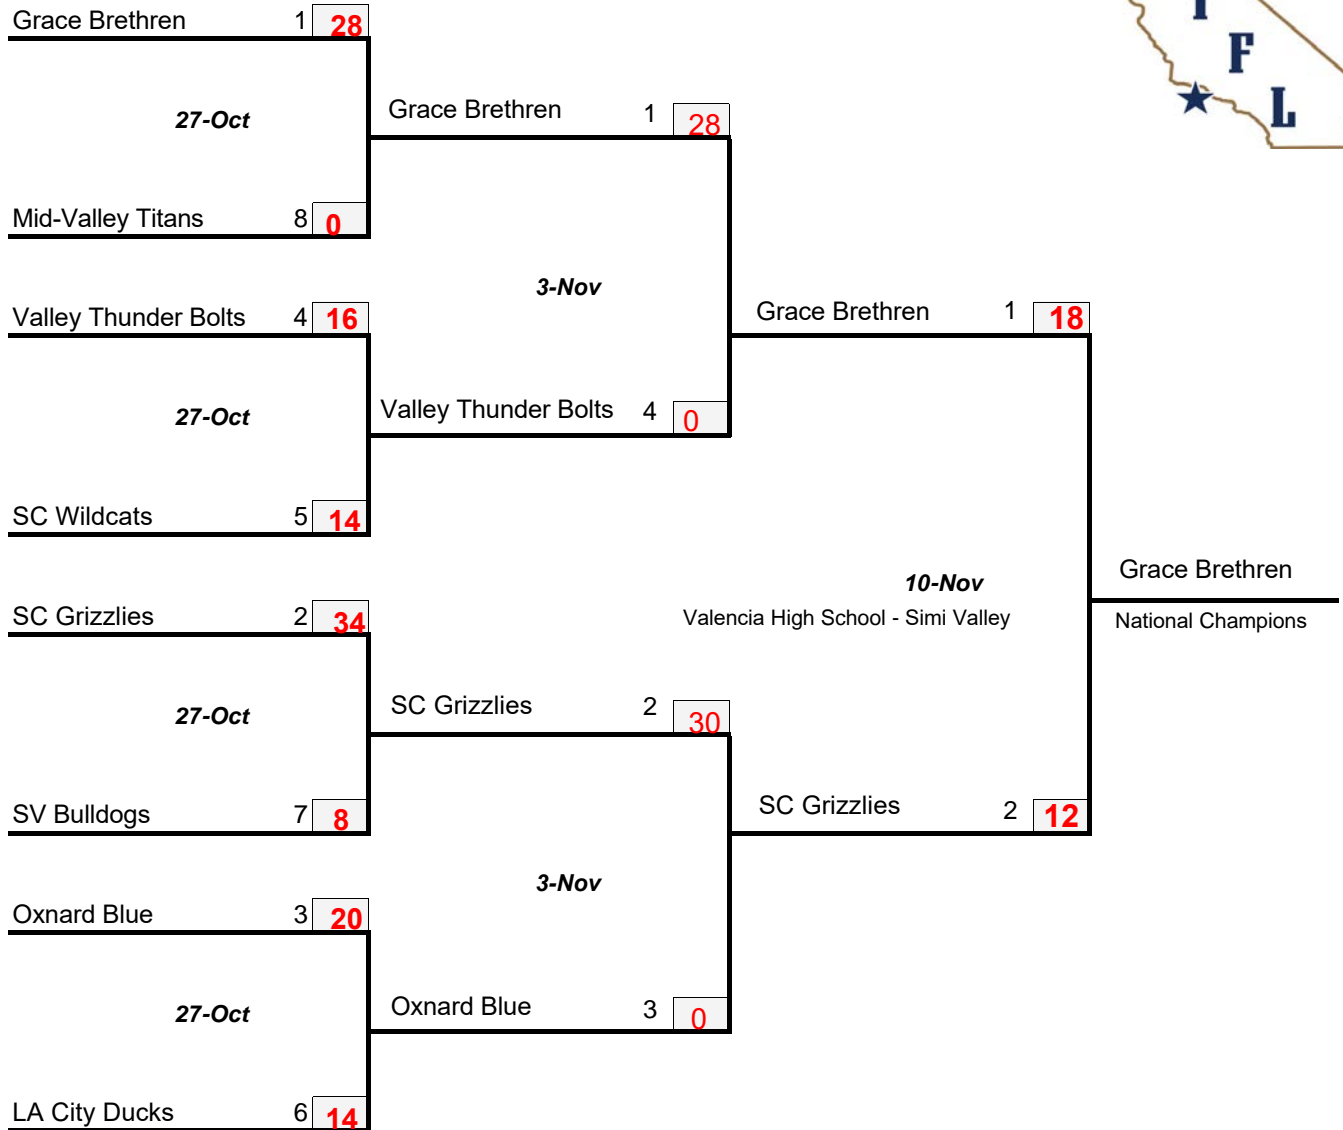 Grace Brethren 1 28
27-Oct
Mid-Valley Titans 8 0
Valley Thunder Bolts 4 16
27-Oct
SC Wildcats 5 14
SC Grizzlies 2 34
27-Oct
SV Bulldogs 7 8
Oxnard Blue 3 20
27-Oct
LA City Ducks 6 14
Grace Brethren 1 28
3-Nov
Valley Thunder Bolts 4 0
SC Grizzlies 2 30
3-Nov
Oxnard Blue 3 0
Grace Brethren 1 18
10-Nov
Valencia High School - Simi Valley
SC Grizzlies 2 12
Grace Brethren
National Champions
F
L